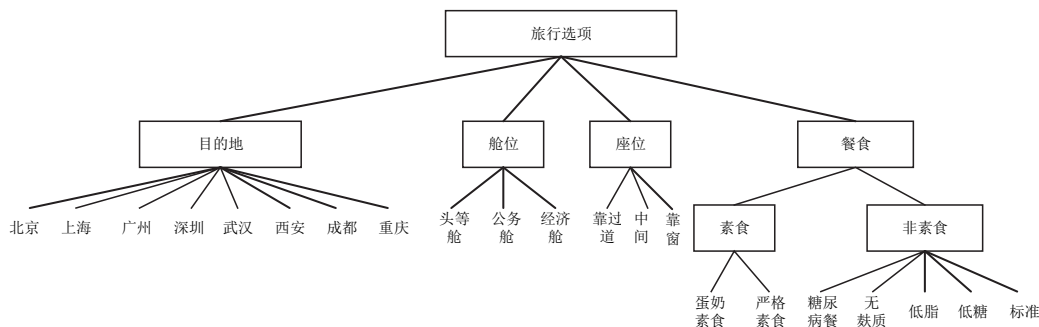 旅行选项
目的地
舱位
座位
餐食
北京
上海
广州
深圳
武汉
西安
成都
重庆
头等
舱
公务
舱
经济
舱
靠过
道
中
间
靠
窗
素食
非素食
蛋奶
素食
严格
素食
糖尿
病餐
无
麸质
低脂
低糖
标准